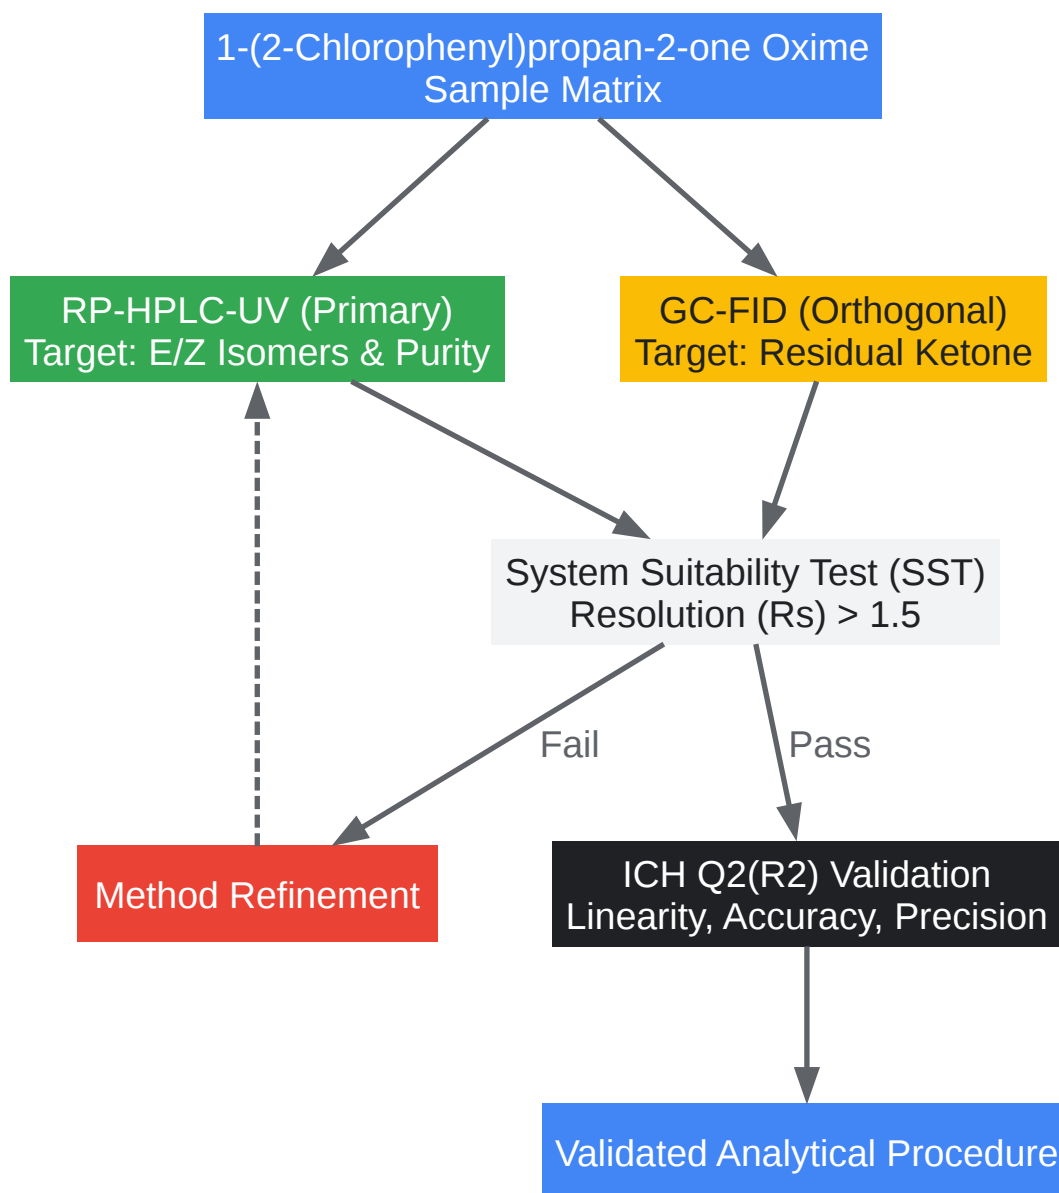 1-(2-Chlorophenyl)propan-2-one Oxime
Sample Matrix
RP-HPLC-UV (Primary)
Target: E/Z Isomers & Purity
GC-FID (Orthogonal)
Target: Residual Ketone
System Suitability Test (SST)
Resolution (Rs) > 1.5
Fail
Pass
Method Refinement
ICH Q2(R2) Validation
Linearity, Accuracy, Precision
Validated Analytical Procedure